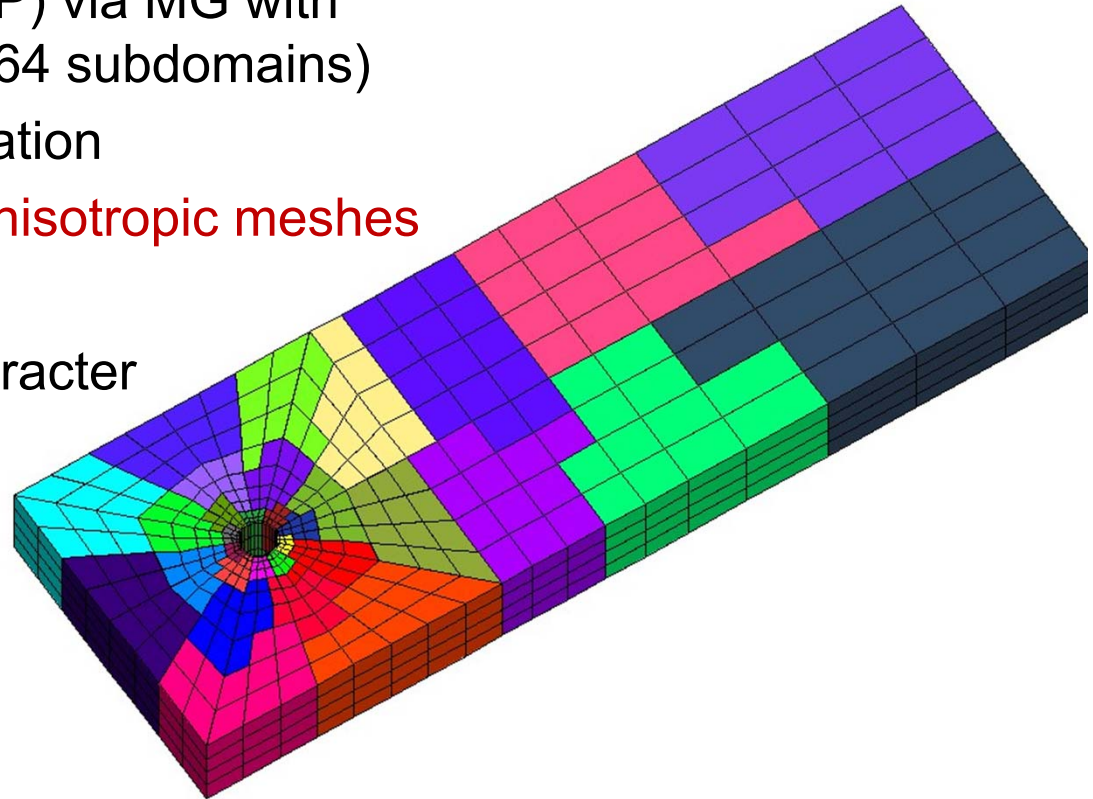 P) via MG with
64 subdomains)
ation
nisotropic meshes
racter